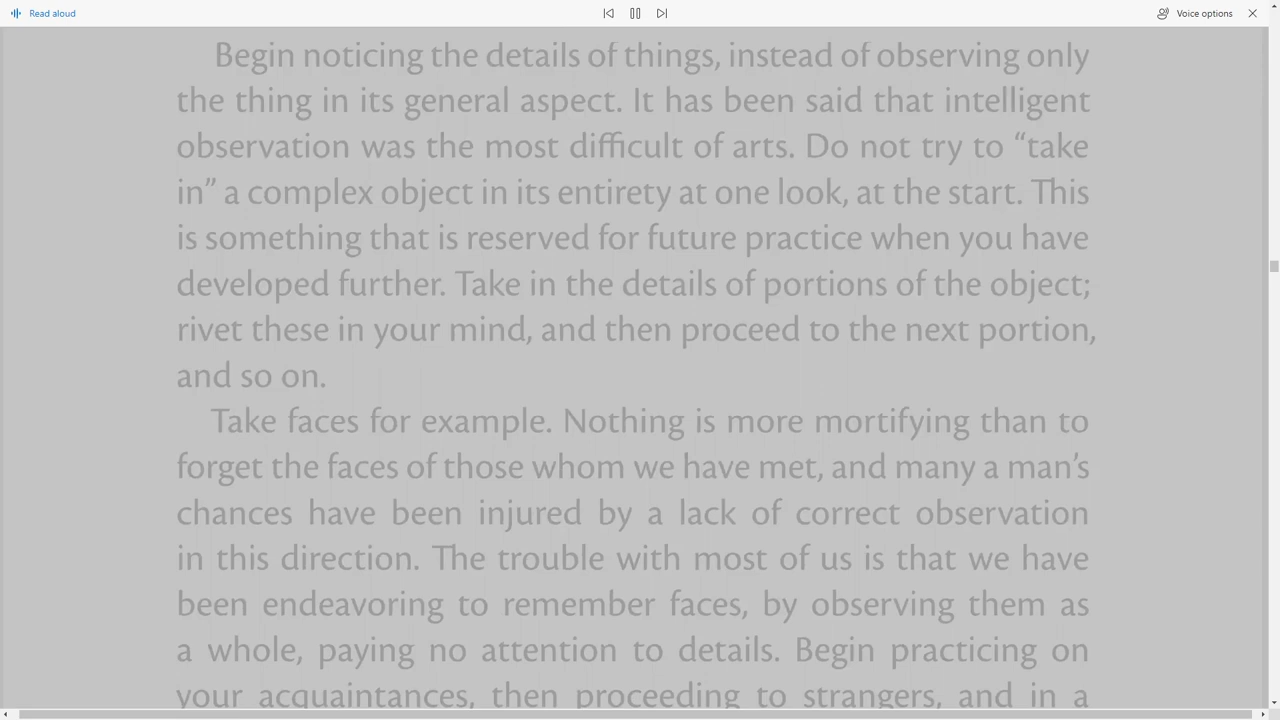 Read aloud
Voice options
Begin noticing the details of things, instead of observing only
the thing in its general aspect. It has been said that intelligent
observation was the most difficult of arts. Do not try to “take
in” a complex object in its entirety at one look, at the start. This
is something that is reserved for future practice when you have
developed further. Take in the details of portions of the object;
rivet these in your mind, and then proceed to the next portion,
and so on.
Take faces for example. Nothing is more mortifying than to
forget the faces of those whom we have met, and many a man’s
chances have been injured by a lack of correct observation
in this direction. The trouble with most of us is that we have
been endeavoring to remember faces, by observing them as
a whole, paying no attention to details. Begin practicing on
your acquaintances, then proceeding to strangers, and in a